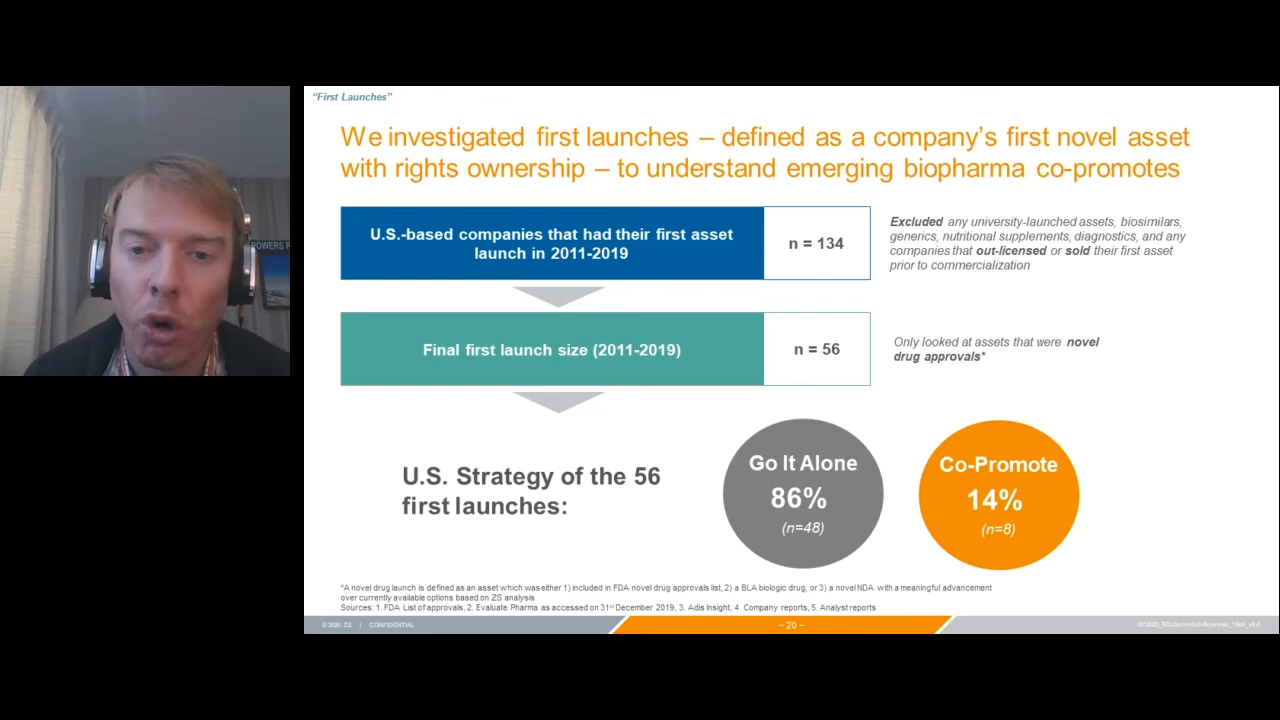 "First Launches"
We investigated first launches – defined as a company's first novel asset
with rights ownership – to understand emerging biopharma co-promotes
U.S.-based companies that had their first asset
launch in 2011-2019
n = 134
Excluded any university-launched assets, biosimilars,
generics, nutritional supplements, diagnostics, and any
companies that out-licensed or sold their first asset
prior to commercialization
Final first launch size (2011-2019)
n = 56
Only looked at assets that were novel
drug approvals*
U.S. Strategy of the 56
first launches:
Go It Alone
86%
(n=48)
Co-Promote
14%
(n=8)
*A novel drug launch is defined as an asset which was either 1) included in FDA novel drug approvals list, 2) a BLA biologic drug, or 3) a novel NDA with a meaningful advancement
over currently available options based on ZS analysis
Sources: 1. FDA List of approvals, 2. Evaluate Pharma as accessed on 31st December 2019, 3. Adis Insight, 4. Company reports, 5. Analyst reports
© 2020 ZS | CONFIDENTIAL
– 20 –
POWERS P